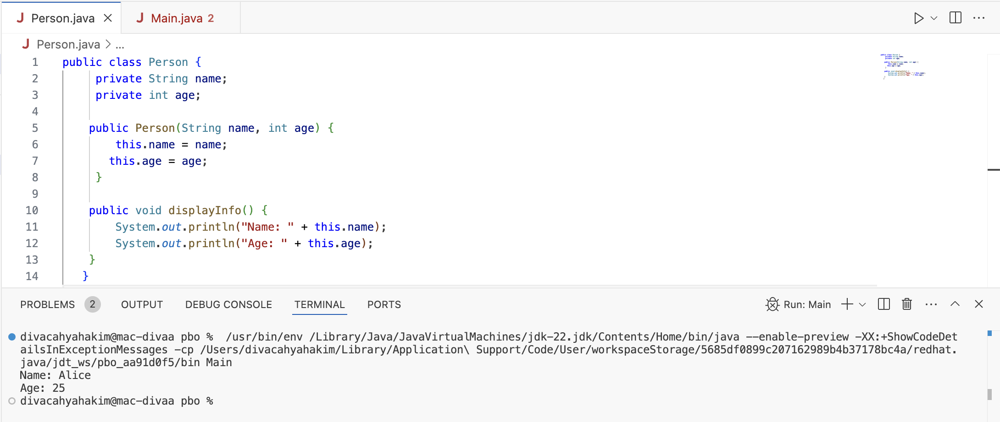 Person.java
Main.java 2
Person.java > ...
1 public class Person {
2 private String name;
3 private int age;
4
5 public Person(String name, int age) {
6 this.name = name;
7 this.age = age;
8 }
9
10 public void displayInfo() {
11 System.out.println("Name: " + this.name);
12 System.out.println("Age: " + this.age);
13 }
14 }
PROBLEMS 2 OUTPUT DEBUG CONSOLE TERMINAL PORTS Run: Main
divacahyahakim@mac-divaa pbo %  /usr/bin/env /Library/Java/JavaVirtualMachines/jdk-22.jdk/Contents/Home/bin/java --enable-preview -XX:+ShowCodeDet
ailsInExceptionMessages -cp /Users/divacahyahakim/Library/Application\ Support/Code/User/workspaceStorage/5685df0899c207162989b4b37178bc4a/redhat.
java/jdt_ws/pbo_aa91d0f5/bin Main
Name: Alice
Age: 25
divacahyahakim@mac-divaa pbo %